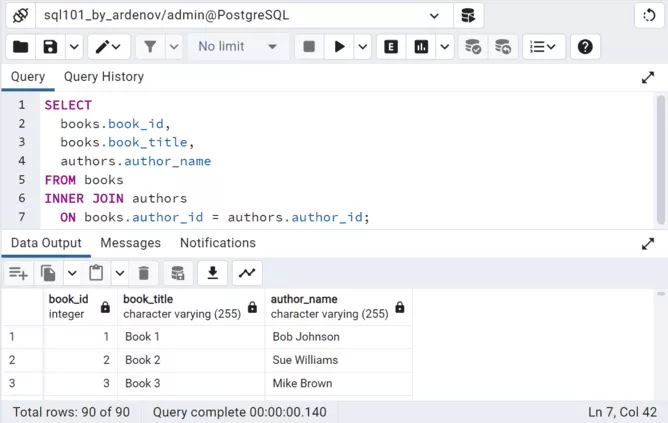 sql101_by_ardenov/admin@PostgreSQL
No limit
E
Query Query History
1 SELECT
2 books.book_id,
3 books.book_title,
4 authors.author_name
5 FROM books
6 INNER JOIN authors
7 ON books.author_id = authors.author_id;
Data Output Messages Notifications
book_id book_title author_name
integer character varying (255) character varying (255)
1 1 Book 1 Bob Johnson
2 2 Book 2 Sue Williams
3 3 Book 3 Mike Brown
Total rows: 90 of 90 Query complete 00:00:00.140 Ln 7, Col 42